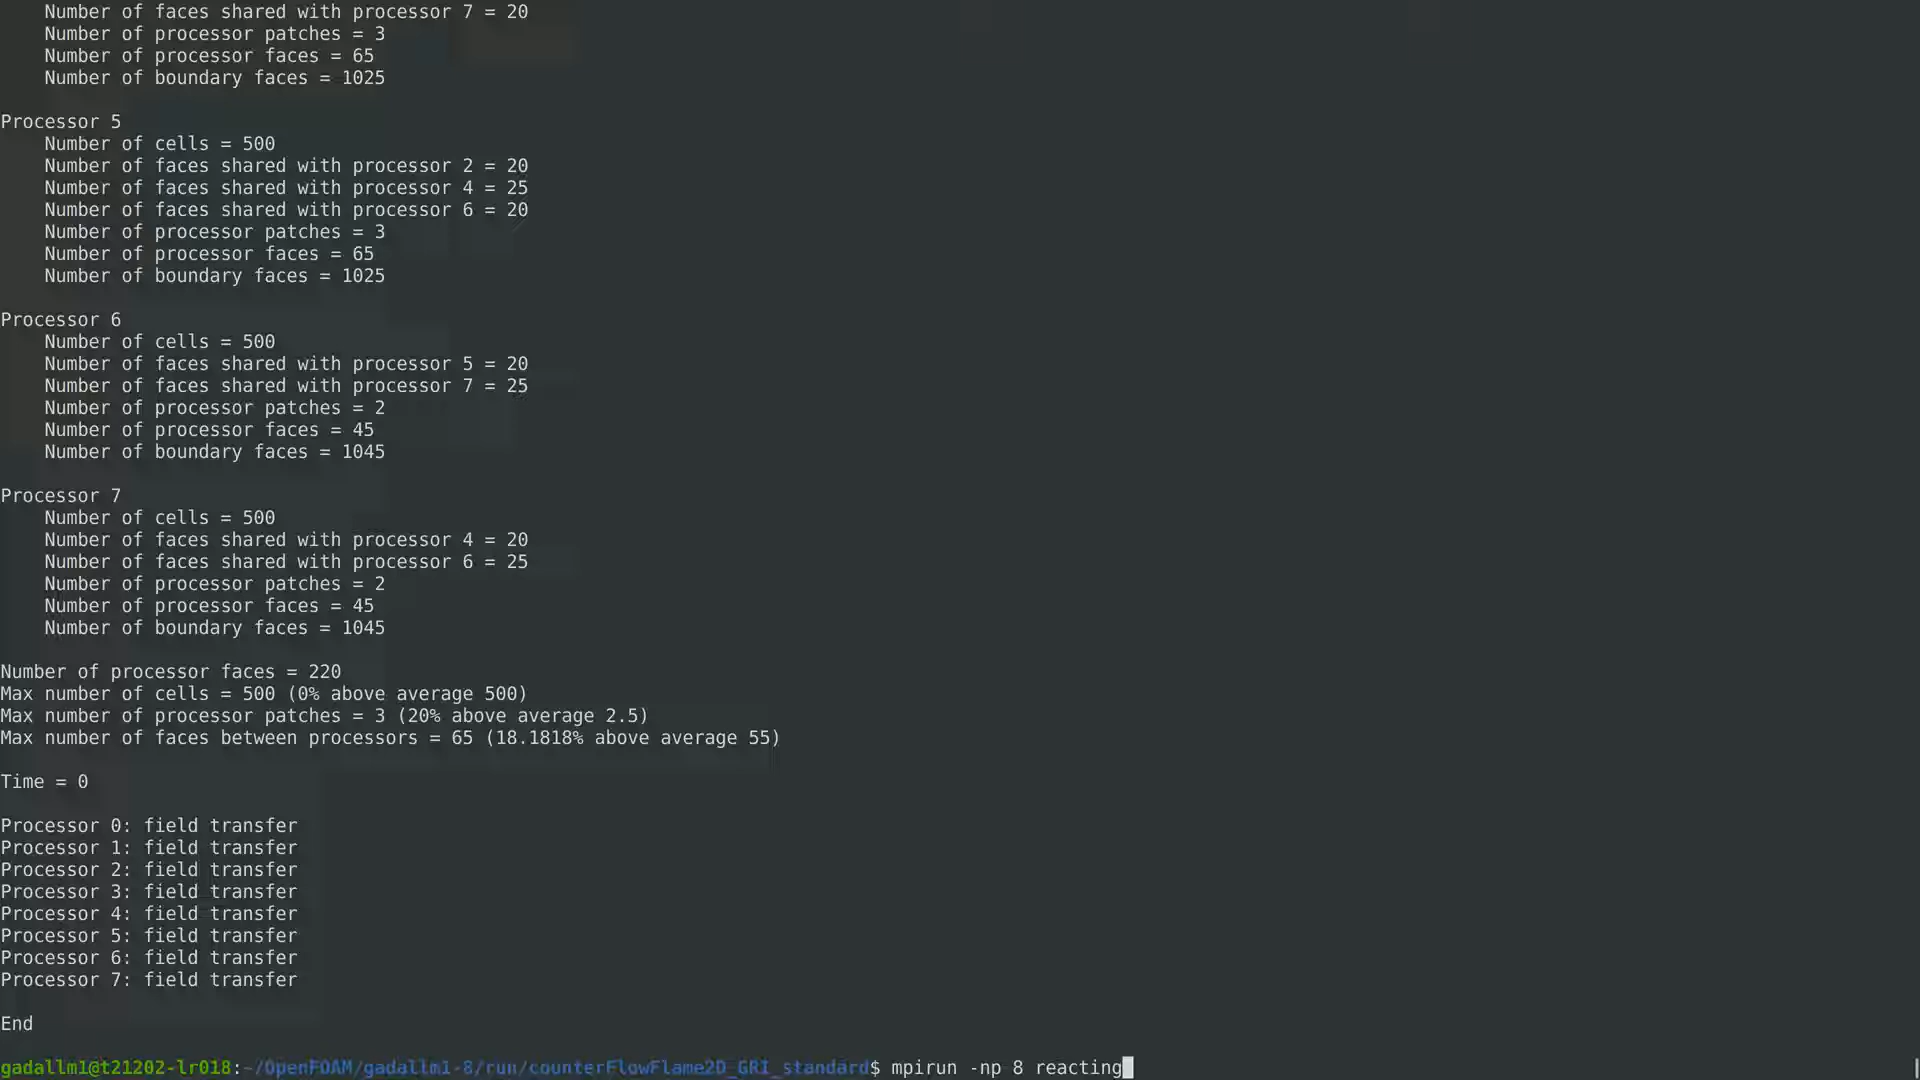 Number of faces shared with processor 7 = 20
    Number of processor patches = 3
    Number of processor faces = 65
    Number of boundary faces = 1025

Processor 5
    Number of cells = 500
    Number of faces shared with processor 2 = 20
    Number of faces shared with processor 4 = 25
    Number of faces shared with processor 6 = 20
    Number of processor patches = 3
    Number of processor faces = 65
    Number of boundary faces = 1025

Processor 6
    Number of cells = 500
    Number of faces shared with processor 5 = 20
    Number of faces shared with processor 7 = 25
    Number of processor patches = 2
    Number of processor faces = 45
    Number of boundary faces = 1045

Processor 7
    Number of cells = 500
    Number of faces shared with processor 4 = 20
    Number of faces shared with processor 6 = 25
    Number of processor patches = 2
    Number of processor faces = 45
    Number of boundary faces = 1045

Number of processor faces = 220
Max number of cells = 500 (0% above average 500)
Max number of processor patches = 3 (20% above average 2.5)
Max number of faces between processors = 65 (18.1818% above average 55)

Time = 0

Processor 0: field transfer
Processor 1: field transfer
Processor 2: field transfer
Processor 3: field transfer
Processor 4: field transfer
Processor 5: field transfer
Processor 6: field transfer
Processor 7: field transfer

End

gadallm1@t21202-lr018:~/OpenFOAM/gadallm1-8/run/counterFlowFlame2D_GRI_standard$ mpirun -np 8 reacting